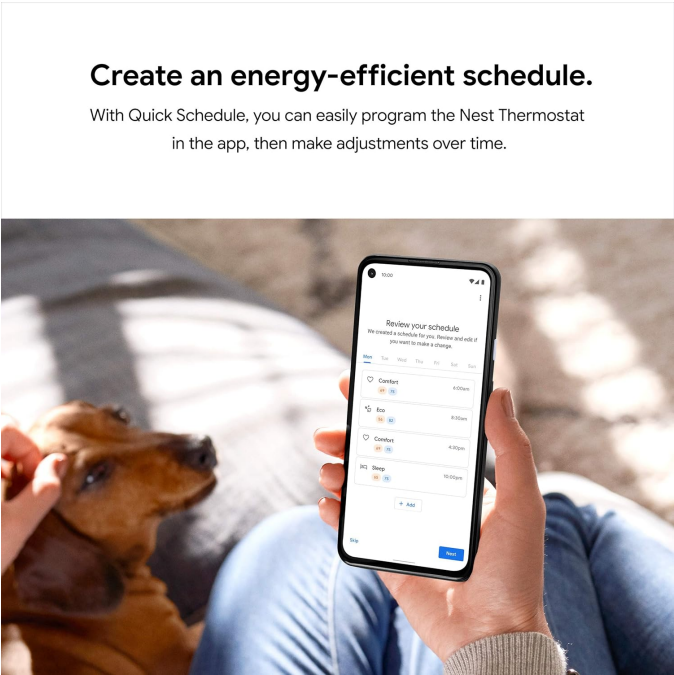 Create an energy-efficient schedule.
With Quick Schedule, you can easily program the Nest Thermostat
in the app, then make adjustments over time.
10:00
Review your schedule
We created a schedule for you. Review and edit if
you want to make a change.
Mon Tue Wed Thu Fri Sat Sun
Comfort
Eco
8:30am
Comfort
4:30pm
Sleep
10:00pm
+ Add
Skip
Next